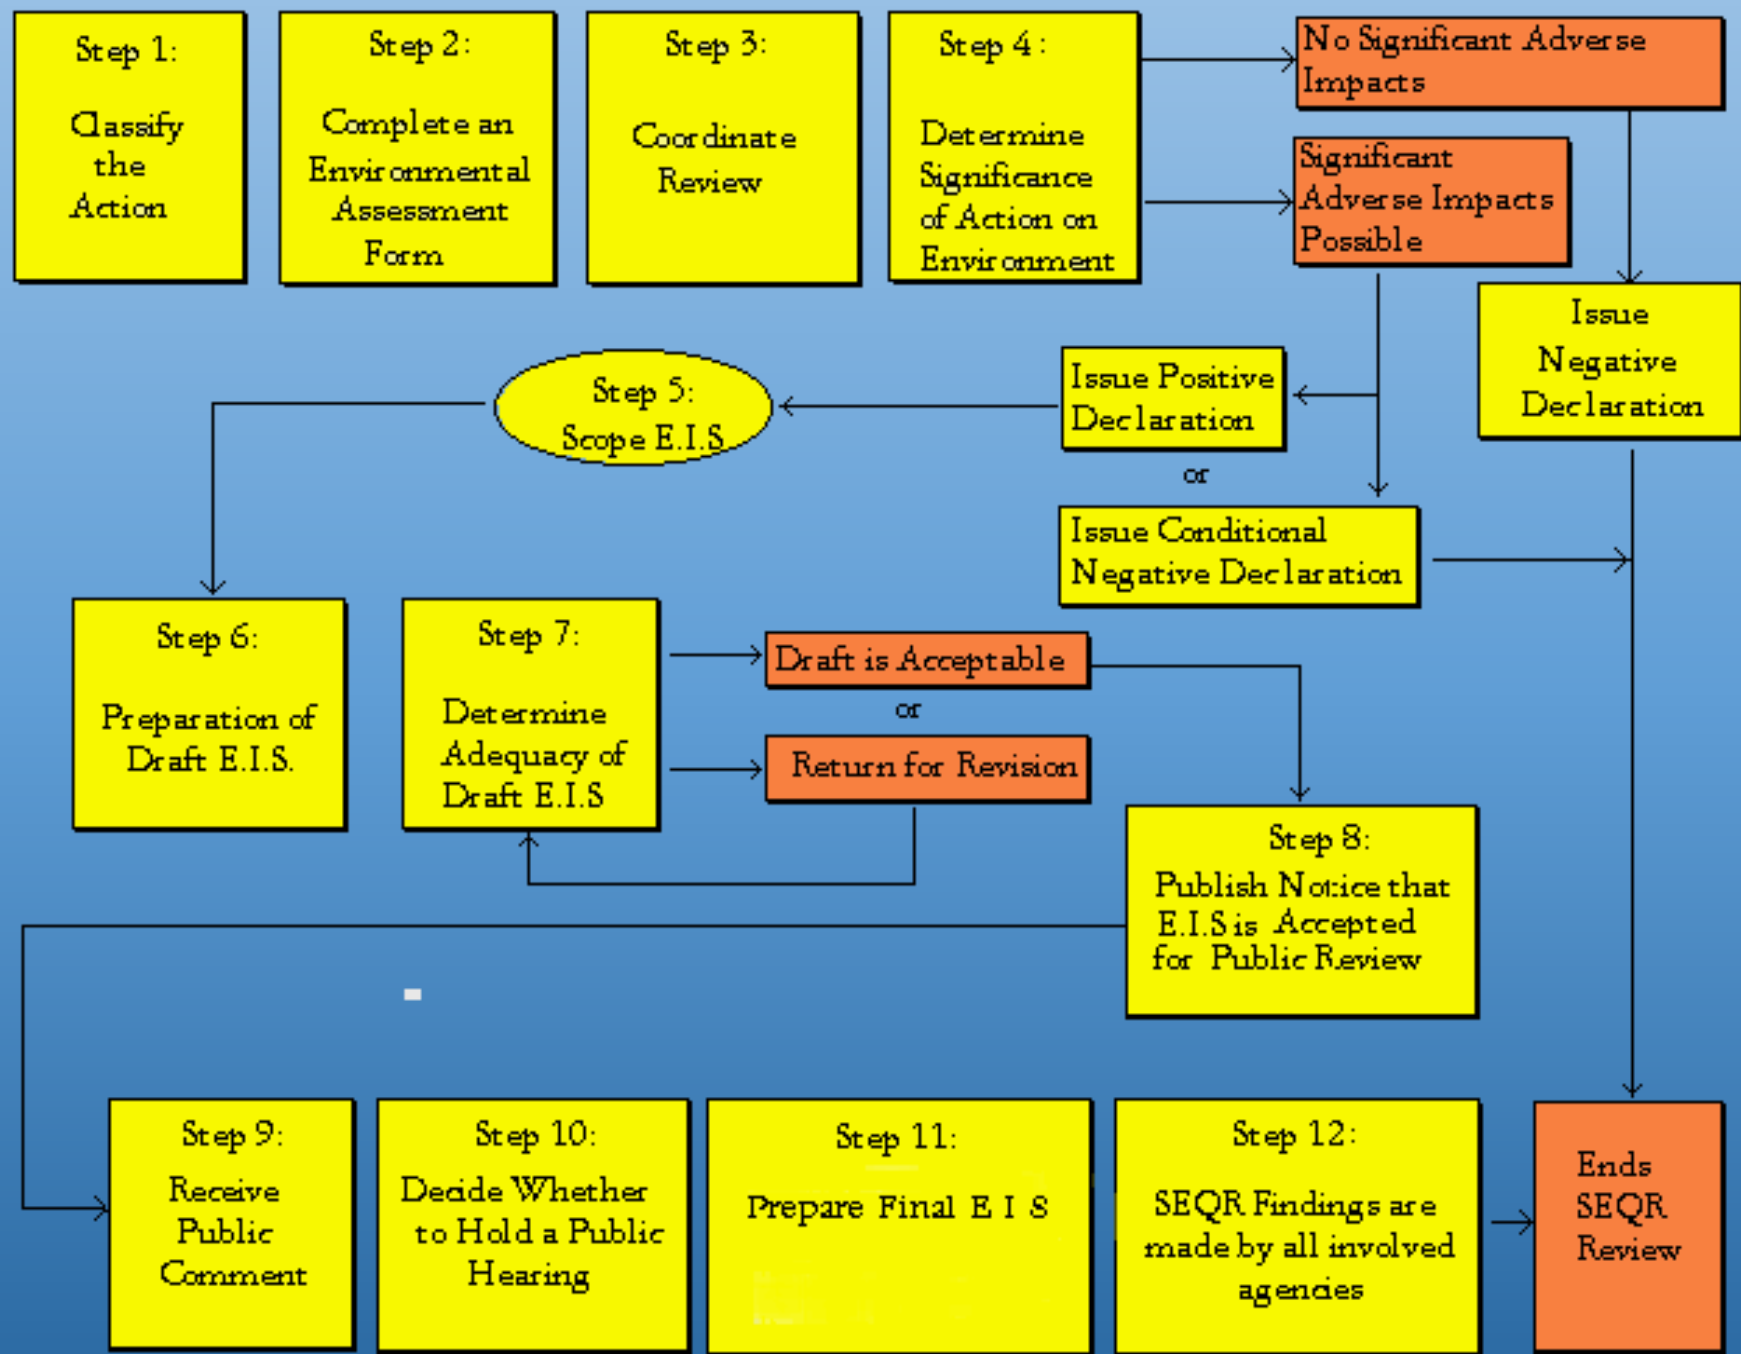 Step 1:
Classify
the
Action
Step 2:
Complete an
Environmental
Assessment
Form
Step 3:
Coordinate
Review
Step 4:
Determine
Significance
of Action on
Environment
No Significant Adverse
Impacts
Significant
Adverse Impacts
Possible
Issue
Negative
Declaration
Issue Positive
Declaration
or
Issue Conditional
Negative Declaration
Step 5:
Scope E.I.S
Step 6:
Preparation of
Draft E.I.S.
Step 7:
Determine
Adequacy of
Draft E.I.S
Draft is Acceptable
or
Return for Revision
Step 8:
Publish Notice that
E.I.S is Accepted
for Public Review
Step 9:
Receive
Public
Comment
Step 10:
Decide Whether
to Hold a Public
Hearing
Step 11:
Prepare Final E I S
Step 12:
SEQR Findings are
made by all involved
agencies
Ends
SEQR
Review